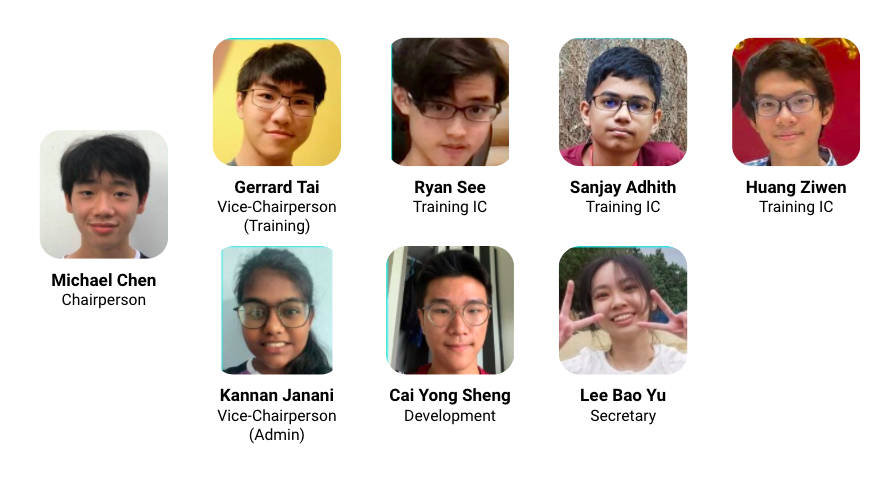 Michael Chen
Chairperson
Gerrard Tai
Vice-Chairperson
(Training)
Ryan See
Training IC
Sanjay Adhith
Training IC
Huang Ziwen
Training IC
Kannan Janani
Vice-Chairperson
(Admin)
Cai Yong Sheng
Development
Lee Bao Yu
Secretary